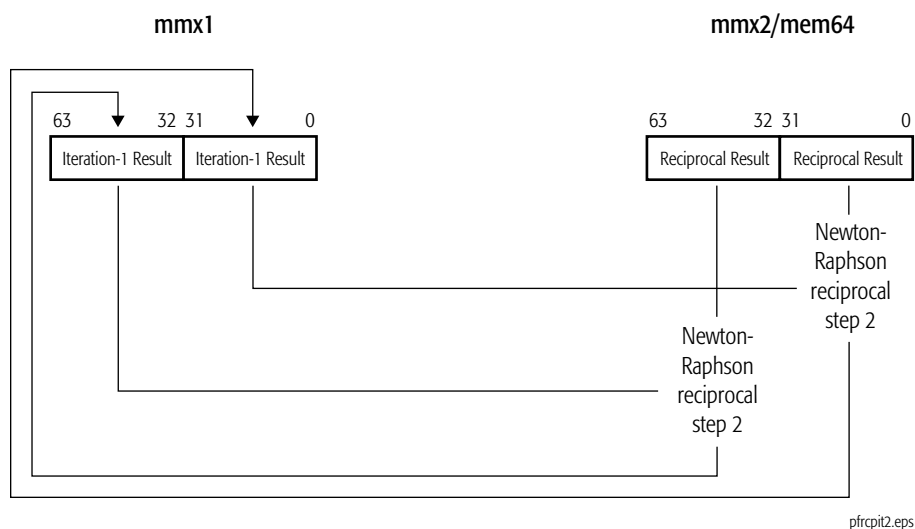 mmx1 mmx2/mem64
63 32 31 0 63 32 31 0
Iteration-1 Result Iteration-1 Result Reciprocal Result Reciprocal Result
Newton-
Raphson
reciprocal
step 2
Newton-
Raphson
reciprocal
step 2
pfrcpit2.eps